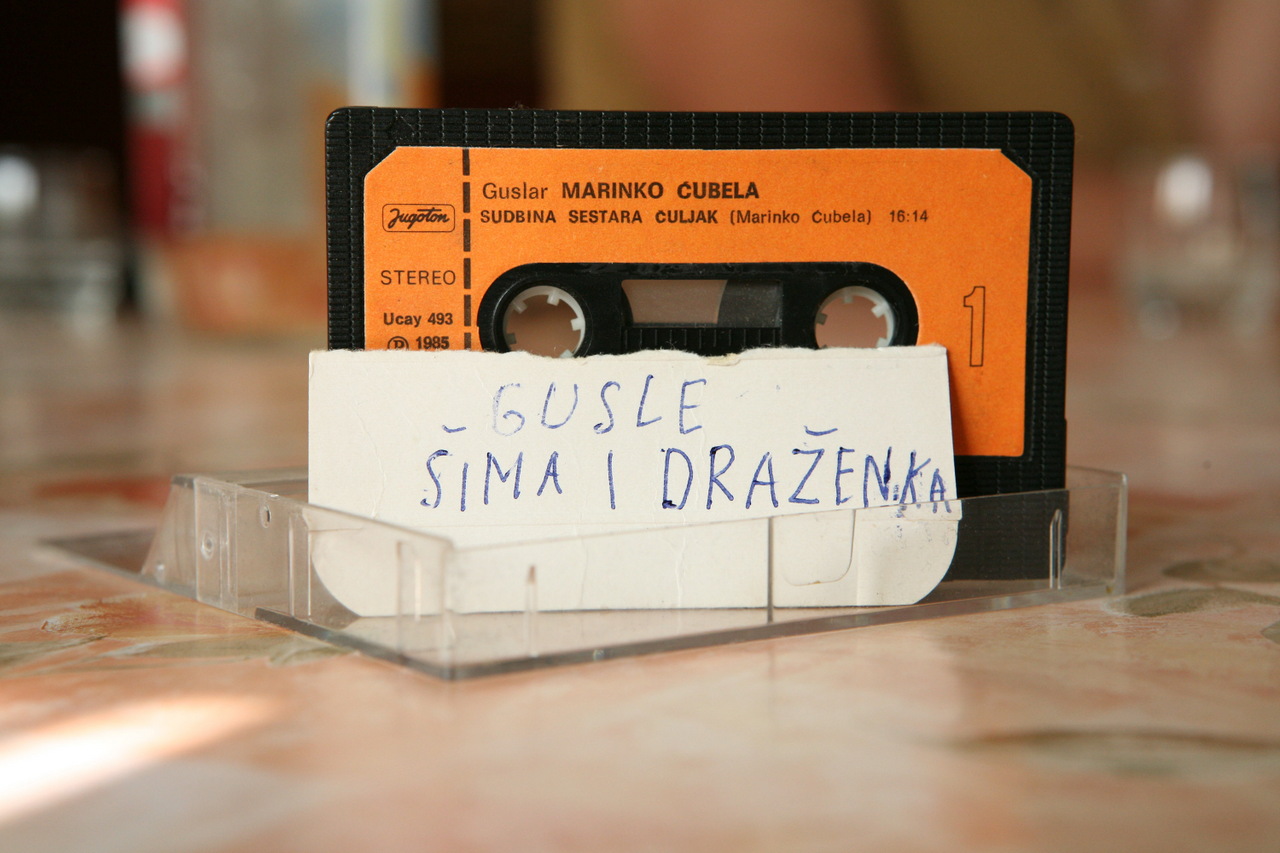 Guslar MARINKO ĆUBELA
SUDBINA SESTARA ĆULJAK (Marinko Ćubela) 16:14
Jugoton
STEREO
Ucay 493
Ⓟ 1985
1
GUSLE
ŠIMA I DRAŽENKA